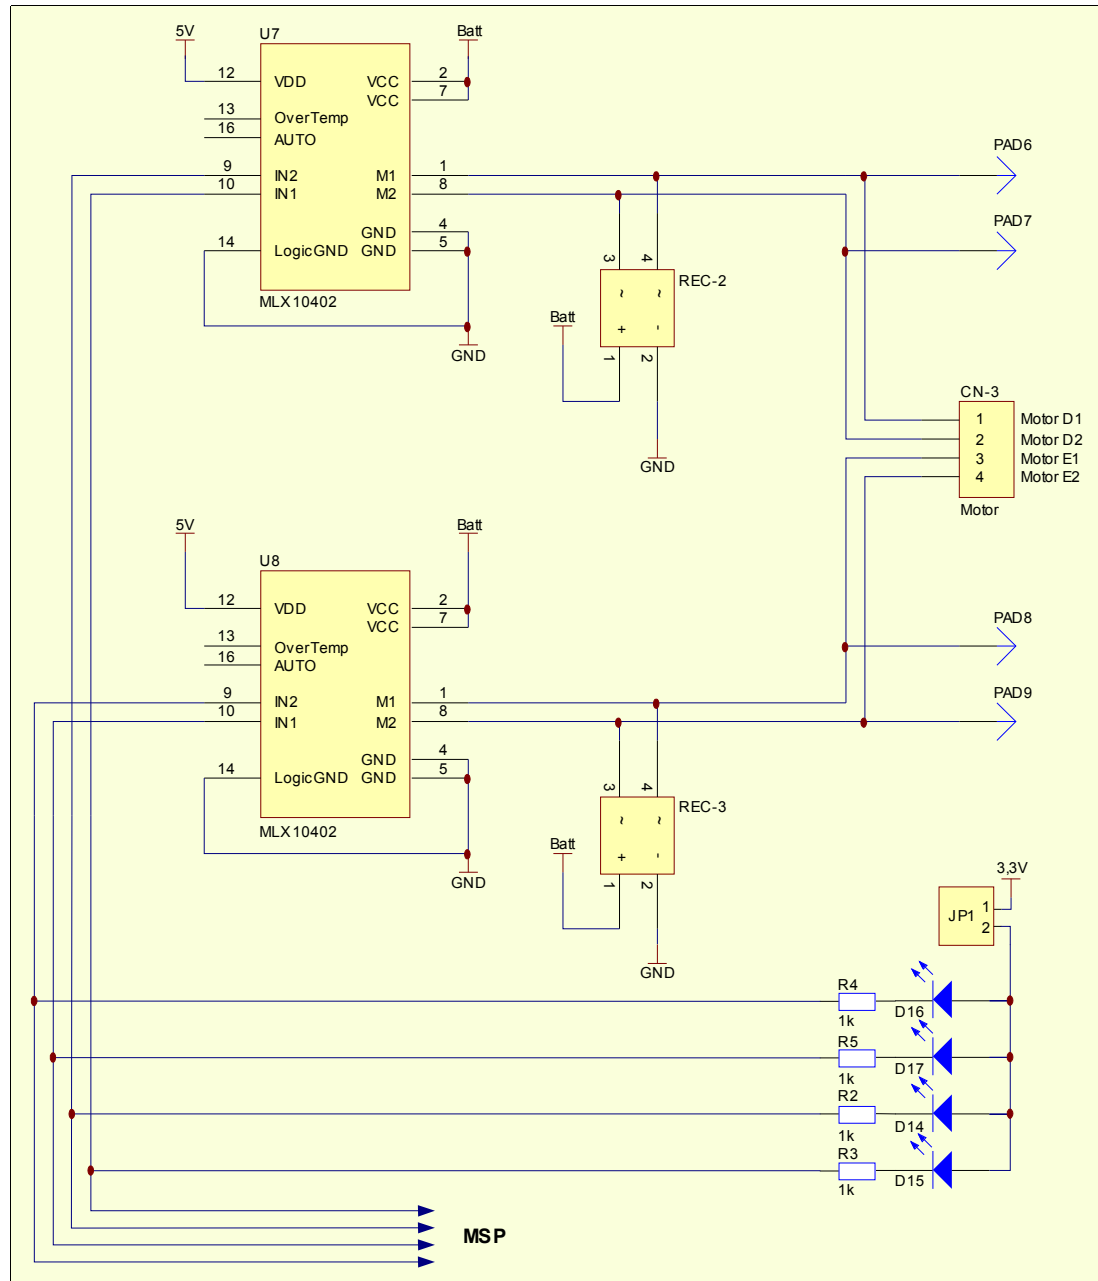 5V
U7
Batt
12 VDD VCC 2
VCC 7
13 OverTemp
16 AUTO
9 IN2 M1 1
10 IN1 M2 8
GND 4
14 LogicGND GND 5
MLX10402
GND
PAD6
PAD7
3 4
~ ~
REC-2
Batt
+ -
1 2
GND
CN-3
1 Motor D1
2 Motor D2
3 Motor E1
4 Motor E2
Motor
5V
U8
Batt
12 VDD VCC 2
VCC 7
13 OverTemp
16 AUTO
9 IN2 M1 1
10 IN1 M2 8
GND 4
14 LogicGND GND 5
MLX10402
GND
PAD8
PAD9
3 4
~ ~
REC-3
Batt
+ -
1 2
GND
3,3V
JP1 1
2
R4
1k
D16
R5
1k
D17
R2
1k
D14
R3
1k
D15
MSP